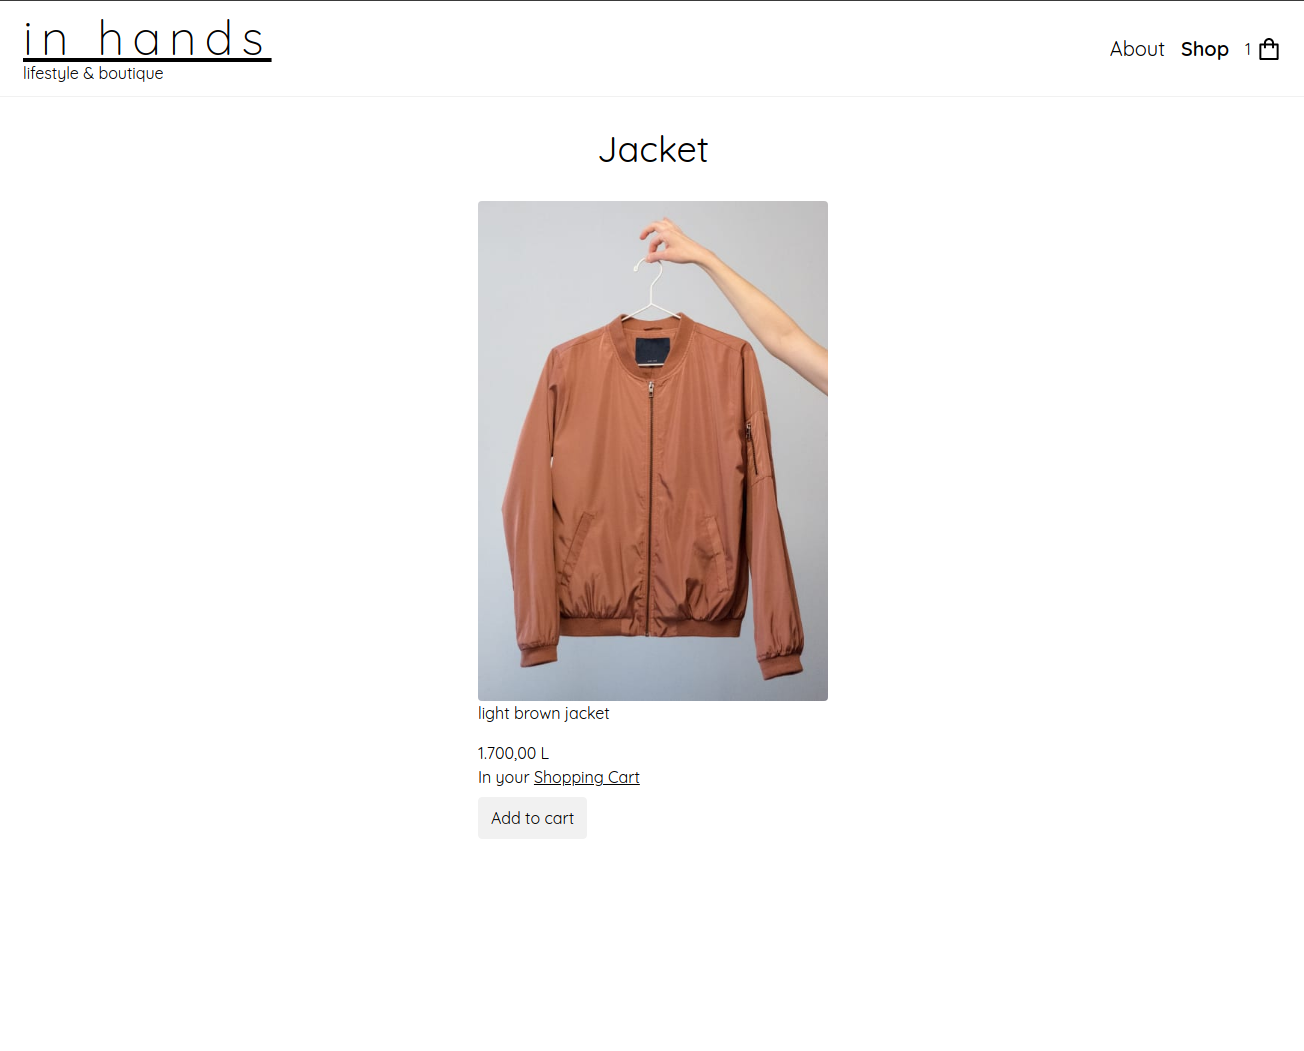 in hands
lifestyle & boutique
About Shop 1
Jacket
light brown jacket
1.700,00 L
In your Shopping Cart
Add to cart